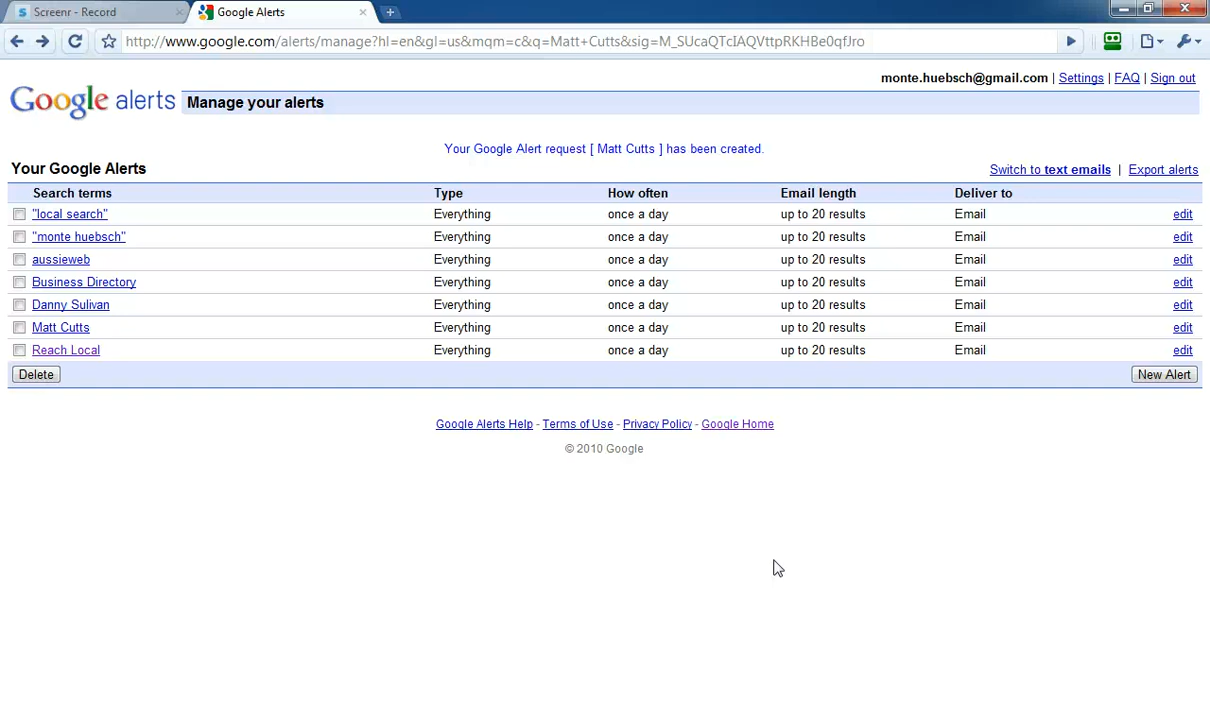 Screenr - Record
Google Alerts
http://www.google.com/alerts/manage?hl=en&gl=us&mqm=c&q=Matt+Cutts&sig=M_SUcaQTcIAQVttpRKHBe0qfJro
monte.huebsch@gmail.com | Settings | FAQ | Sign out
Google alerts Manage your alerts
Your Google Alert request [ Matt Cutts ] has been created.
Your Google Alerts
Switch to text emails | Export alerts
Search terms Type How often Email length Deliver to
"local search" Everything once a day up to 20 results Email edit
"monte huebsch" Everything once a day up to 20 results Email edit
aussieweb Everything once a day up to 20 results Email edit
Business Directory Everything once a day up to 20 results Email edit
Danny Sulivan Everything once a day up to 20 results Email edit
Matt Cutts Everything once a day up to 20 results Email edit
Reach Local Everything once a day up to 20 results Email edit
Delete New Alert
Google Alerts Help - Terms of Use - Privacy Policy - Google Home
© 2010 Google